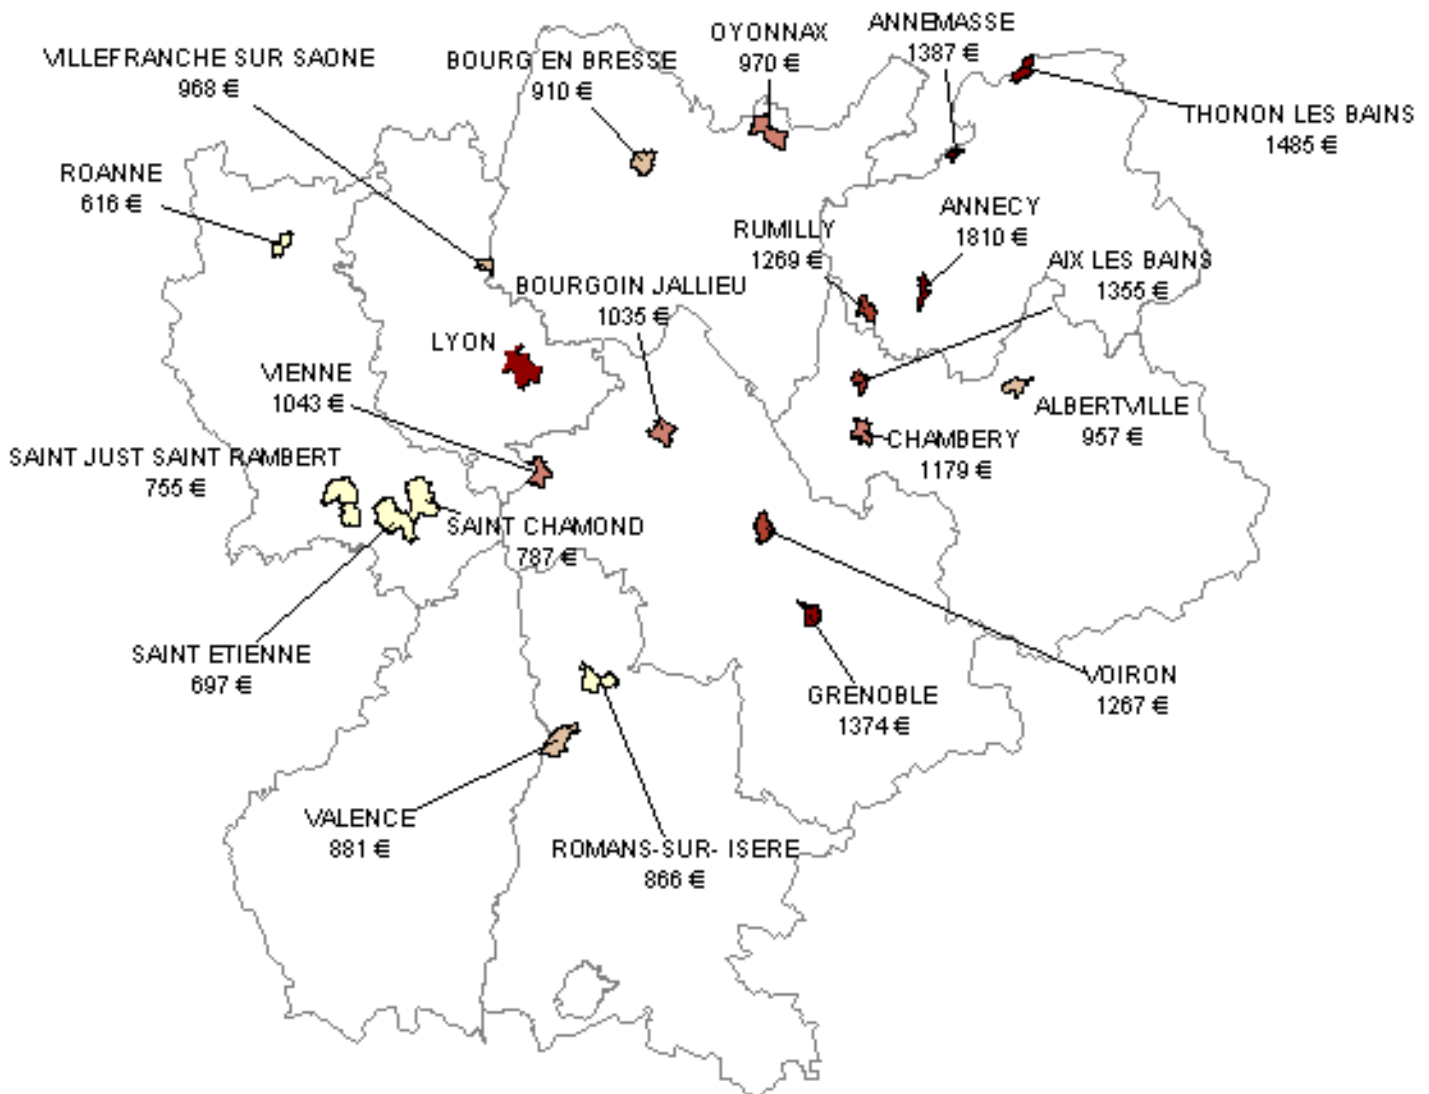 ANNEMASSE
1387 €
OYONNAX
970 €
VILLEFRANCHE SUR SAONE
968 €
BOURG EN BRESSE
910 €
THONON LES BAINS
1485 €
ROANNE
616 €
ANNECY
1810 €
RUMILLY
1269 €
AIX LES BAINS
1355 €
BOURGOIN JALLIEU
1035 €
LYON
VIENNE
1043 €
ALBERTVILLE
957 €
CHAMBERY
1179 €
SAINT JUST SAINT RAMBERT
755 €
SAINT CHAMOND
787 €
SAINT ETIENNE
697 €
VOIRON
1267 €
GRENOBLE
1374 €
VALENCE
881 €
ROMANS-SUR- ISERE
866 €